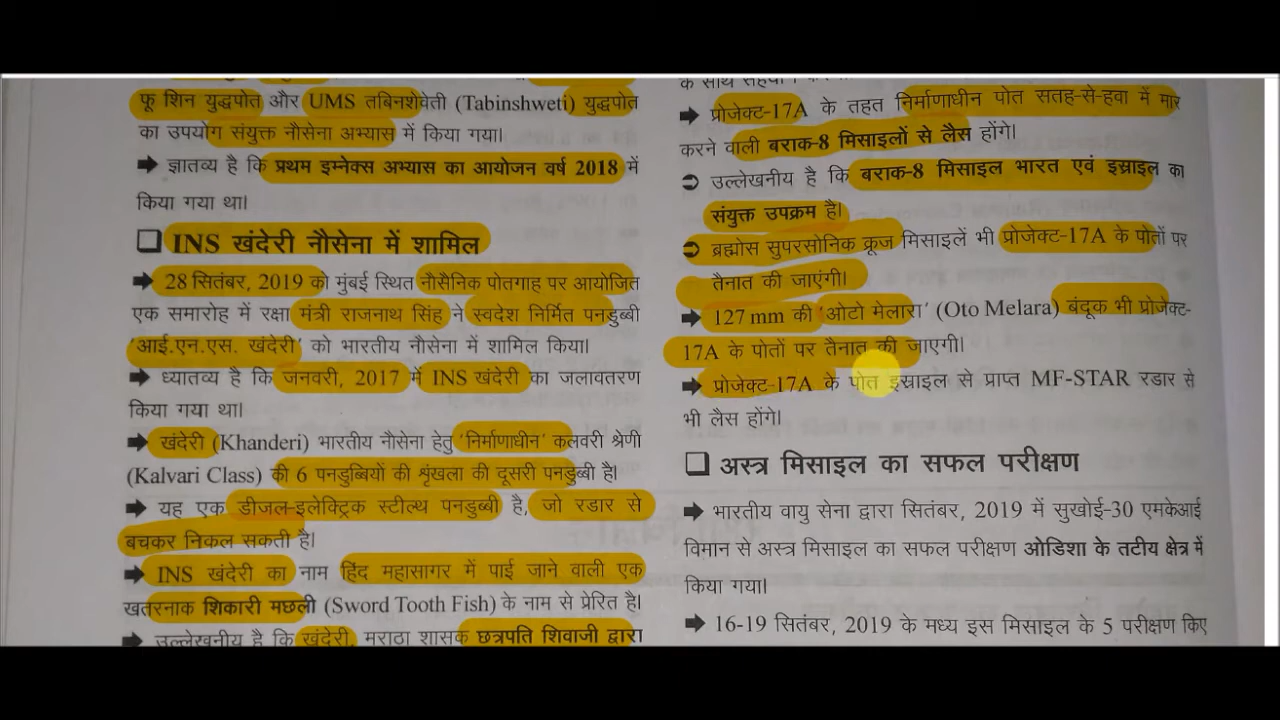 फू शिन युद्धपोत और UMS तबिनशेवेती (Tabinshweti) युद्धपोत
का उपयोग संयुक्त नौसेना अभ्यास में किया गया।
➡ ज्ञातव्य है कि प्रथम इम्नेक्स अभ्यास का आयोजन वर्ष 2018 में
किया गया था।
❑ INS खंदेरी नौसेना में शामिल
➡ 28 सितंबर, 2019 को मुंबई स्थित नौसैनिक पोतगाह पर आयोजित
एक समारोह में रक्षा मंत्री राजनाथ सिंह ने स्वदेश निर्मित पनडुब्बी
'आई.एन.एस. खंदेरी' को भारतीय नौसेना में शामिल किया।
➡ ध्यातव्य है कि जनवरी, 2017 में INS खंदेरी का जलावतरण
किया गया था।
➡ खंदेरी (Khanderi) भारतीय नौसेना हेतु 'निर्माणाधीन' कलवरी श्रेणी
(Kalvari Class) की 6 पनडुब्बियों की शृंखला की दूसरी पनडुब्बी है।
➡ यह एक डीजल-इलेक्ट्रिक स्टील्थ पनडुब्बी है, जो रडार से
बचकर निकल सकती है।
➡ INS खंदेरी का नाम हिंद महासागर में पाई जाने वाली एक
खतरनाक शिकारी मछली (Sword Tooth Fish) के नाम से प्रेरित है।
➡ उल्लेखनीय है कि खंदेरी, मराठा शासक छत्रपति शिवाजी द्वारा
के साथ
➡ प्रोजेक्ट-17A के तहत निर्माणाधीन पोत सतह-से-हवा में मार
करने वाली बराक-8 मिसाइलों से लैस होंगे।
➲ उल्लेखनीय है कि बराक-8 मिसाइल भारत एवं इस्राइल का
संयुक्त उपक्रम है।
➲ ब्रह्मोस सुपरसोनिक क्रूज मिसाइलें भी प्रोजेक्ट-17A के पोतों पर
तैनात की जाएंगी।
➡ 127 mm की 'ओटो मेलारा' (Oto Melara) बंदूक भी प्रोजेक्ट-
17A के पोतों पर तैनात की जाएगी।
➡ प्रोजेक्ट-17A के पोत इस्राइल से प्राप्त MF-STAR रडार से
भी लैस होंगे।
❑ अस्त्र मिसाइल का सफल परीक्षण
➡ भारतीय वायु सेना द्वारा सितंबर, 2019 में सुखोई-30 एमकेआई
विमान से अस्त्र मिसाइल का सफल परीक्षण ओडिशा के तटीय क्षेत्र में
किया गया।
➡ 16-19 सितंबर, 2019 के मध्य इस मिसाइल के 5 परीक्षण किए